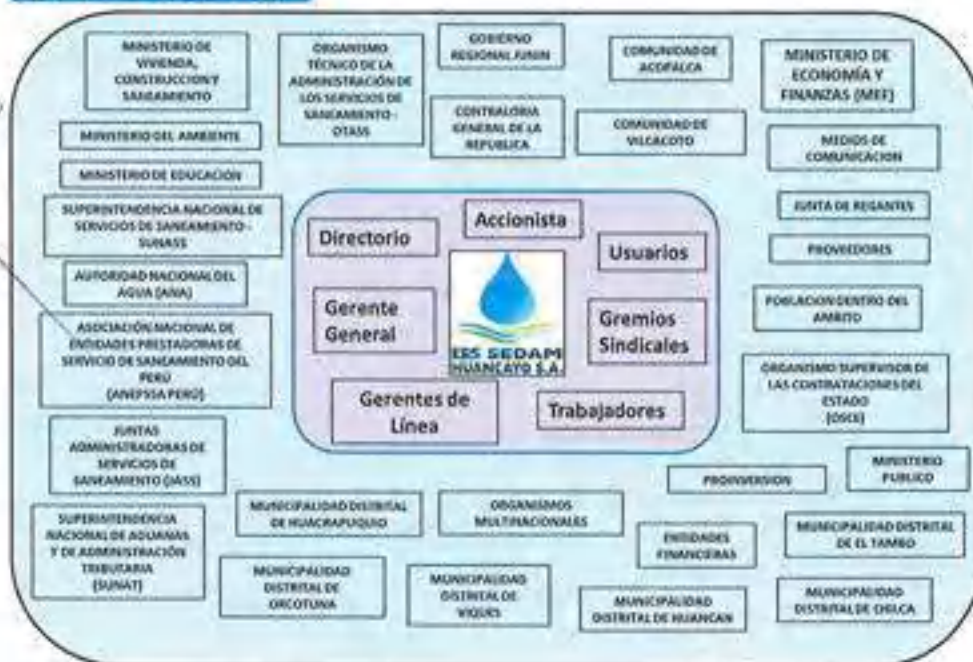 MINISTERIO DE
VIVIENDA,
CONSTRUCCION Y
SANEAMIENTO
ORGANISMO
TÉCNICO DE LA
ADMINISTRACIÓN DE
LOS SERVICIOS DE
SANEAMIENTO -
OTASS
GOBIERNO
REGIONAL JUNIN
COMUNIDAD DE
ACOPALCA
MINISTERIO DE
ECONOMÍA Y
FINANZAS (MEF)
MINISTERIO DEL AMBIENTE
CONTRALORIA
GENERAL DE LA
REPUBLICA
COMUNIDAD DE
VILCACOTO
MEDIOS DE
COMUNICACION
MINISTERIO DE EDUCACION
SUPERINTENDENCIA NACIONAL DE
SERVICIOS DE SANEAMIENTO -
SUNASS
JUNTA DE REGANTES
PROVEEDORES
AUTORIDAD NACIONAL DEL
AGUA (ANA)
POBLACION DENTRO DEL
AMBITO
ASOCIACIÓN NACIONAL DE
ENTIDADES PRESTADORAS
DE SERVICIO DE SANEAMIENTO DEL
PERÚ
(ANEPSSA PERÚ)
ORGANISMO SUPERVISOR DE
LAS CONTRATACIONES DEL
ESTADO
(OSCE)
Directorio
Accionista
Usuarios
Gerente
General
EPS SEDAM
HUANCAYO S.A.
Gremios
Sindicales
Gerentes de
Línea
Trabajadores
JUNTAS
ADMINISTRADORAS DE
SERVICIOS DE
SANEAMIENTO (JASS)
PROINVERSION
MINISTERIO
PUBLICO
SUPERINTENDENCIA
NACIONAL DE ADUANAS
Y DE ADMINISTRACIÓN
TRIBUTARIA
(SUNAT)
MUNICIPALIDAD DISTRITAL
DE HUACRAPUQUIO
ORGANISMOS
MULTINACIONALES
ENTIDADES
FINANCIERAS
MUNICIPALIDAD DISTRITAL
DE EL TAMBO
MUNICIPALIDAD
DISTRITAL DE
ORCOTUNA
MUNICIPALIDAD
DISTRITAL DE
VIQUES
MUNICIPALIDAD
DISTRITAL DE HUANCAN
MUNICIPALIDAD
DISTRITAL DE CHILCA